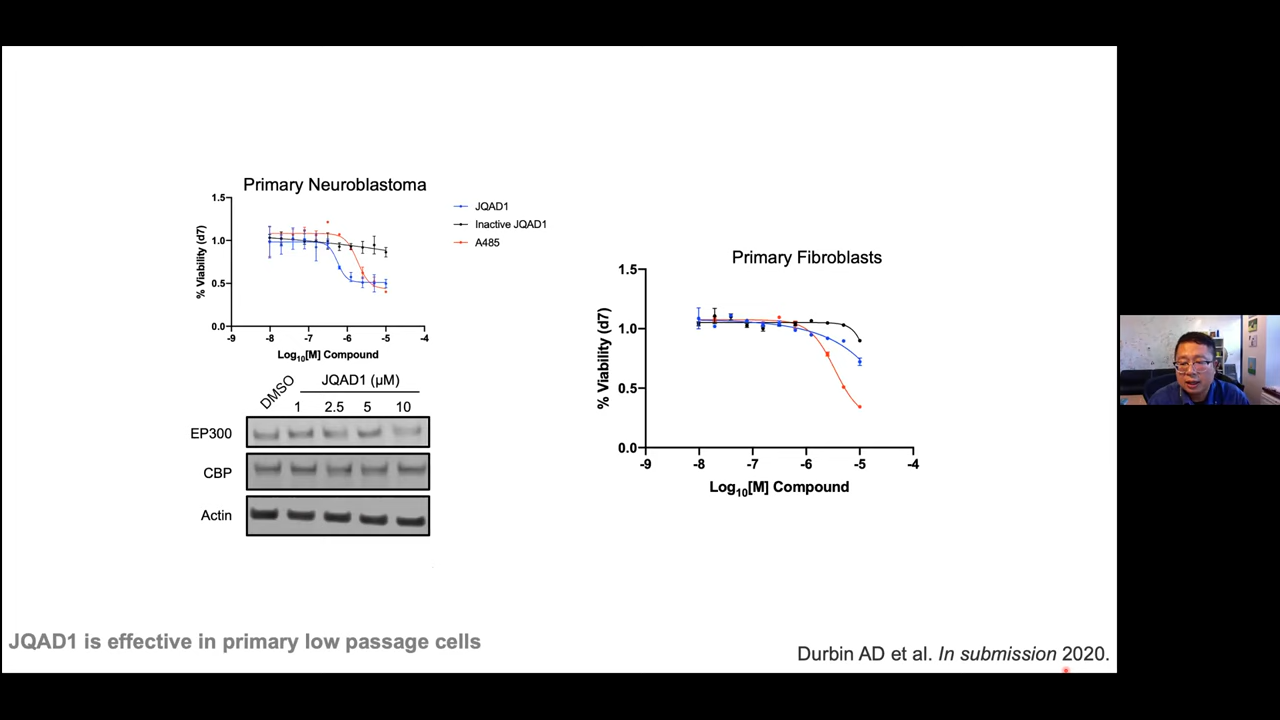 Primary Neuroblastoma
1.5
1.0
0.5
0.0
% Viability (d7)
-9 -8 -7 -6 -5 -4
Log10[M] Compound
JQAD1
Inactive JQAD1
A485
DMSO
JQAD1 (μM)
1 2.5 5 10
EP300
CBP
Actin
Primary Fibroblasts
1.5
1.0
0.5
0.0
% Viability (d7)
-9 -8 -7 -6 -5 -4
Log10[M] Compound
JQAD1 is effective in primary low passage cells
Durbin AD et al. In submission 2020.